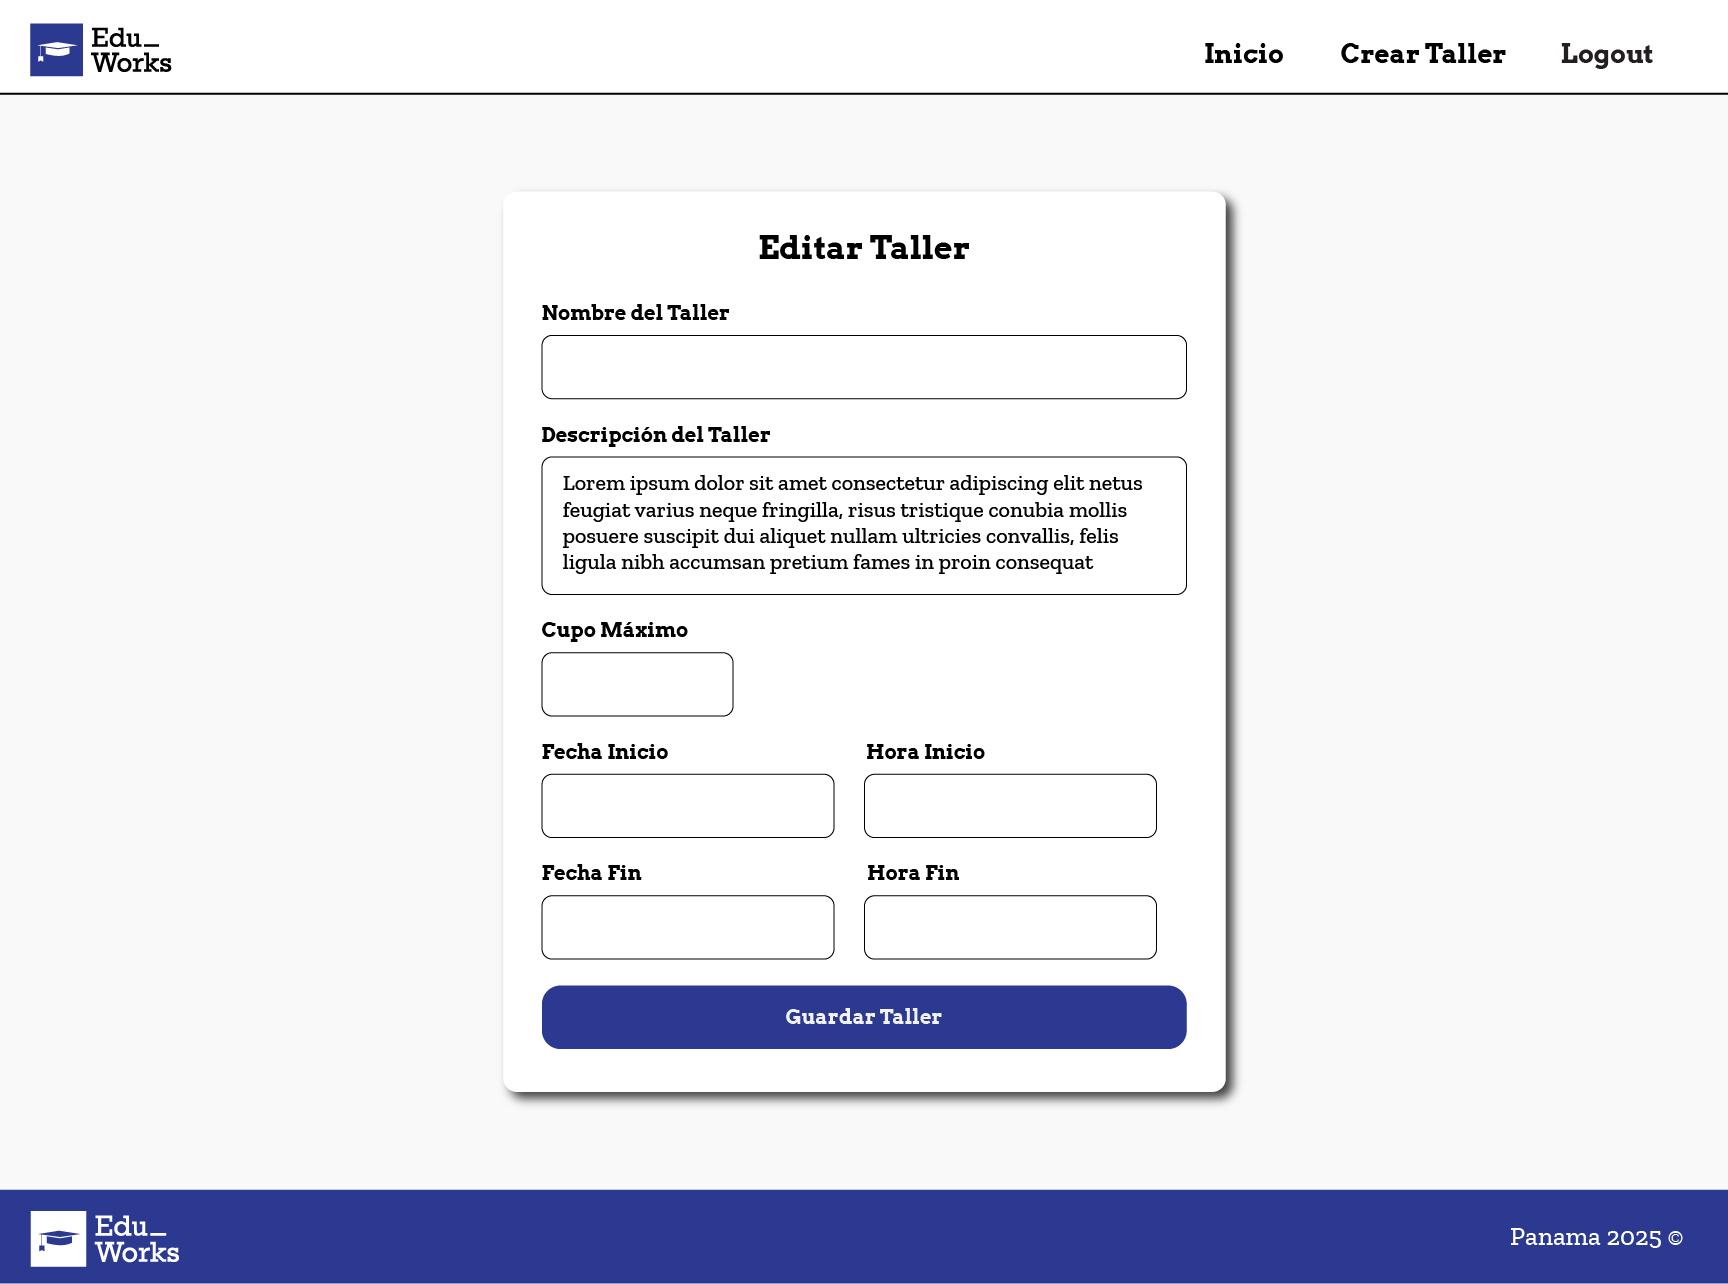 Edu_
Works
Inicio
Crear Taller
Logout
Editar Taller
Nombre del Taller
Descripción del Taller
Lorem ipsum dolor sit amet consectetur adipiscing elit netus
feugiat varius neque fringilla, risus tristique conubia mollis
posuere suscipit dui aliquet nullam ultricies convallis, felis
ligula nibh accumsan pretium fames in proin consequat
Cupo Máximo
Fecha Inicio
Hora Inicio
Fecha Fin
Hora Fin
Guardar Taller
Edu_
Works
Panama 2025 ©